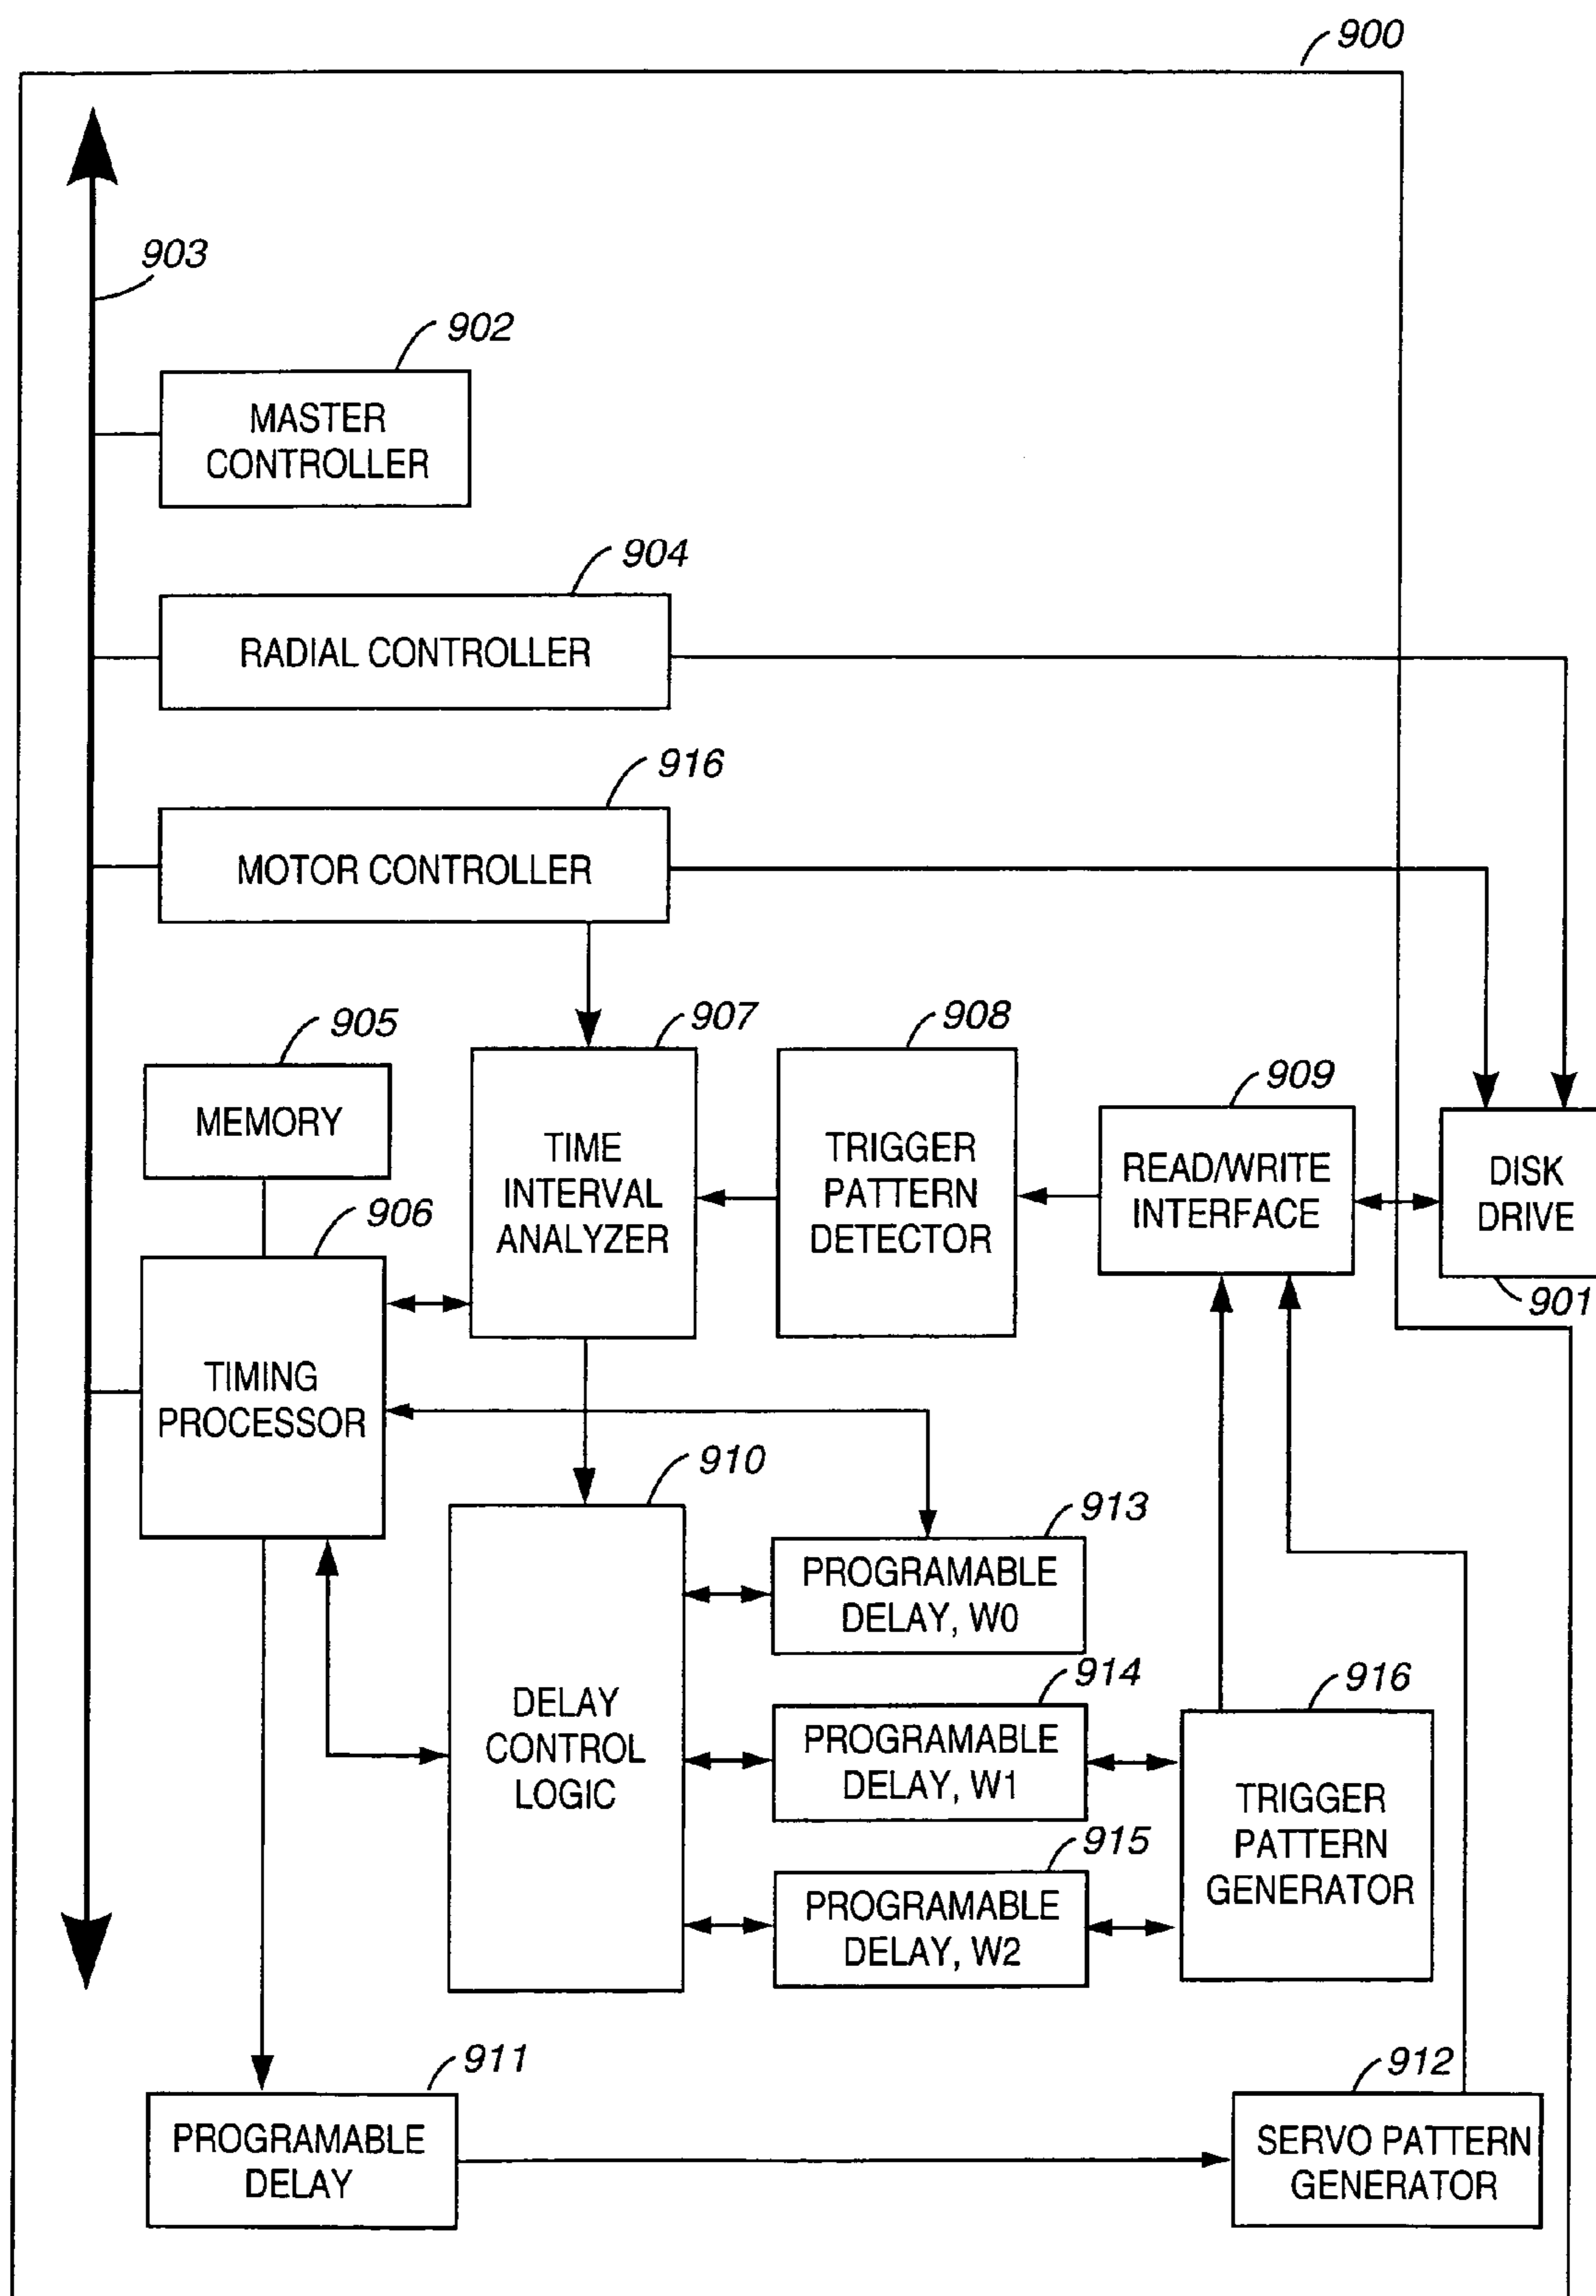 900
903
902
MASTER
CONTROLLER
904
RADIAL CONTROLLER
916
MOTOR CONTROLLER
905
MEMORY
907
TIME
INTERVAL
ANALYZER
908
TRIGGER
PATTERN
DETECTOR
909
READ/WRITE
INTERFACE
DISK
DRIVE
901
906
TIMING
PROCESSOR
910
DELAY
CONTROL
LOGIC
913
PROGRAMABLE
DELAY, W0
914
PROGRAMABLE
DELAY, W1
915
PROGRAMABLE
DELAY, W2
916
TRIGGER
PATTERN
GENERATOR
911
PROGRAMABLE
DELAY
912
SERVO PATTERN
GENERATOR